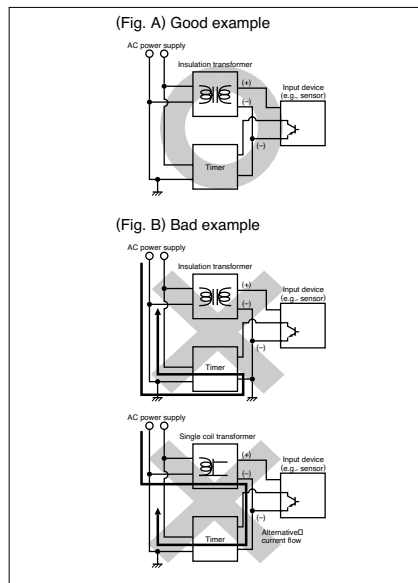 (Fig. A) Good example
AC power supply
Insulation transformer
(+)
Input device
(e.g., sensor)
(–)
(–)
Timer
(Fig. B) Bad example
AC power supply
Insulation transformer
(+)
Input device
(e.g., sensor)
(–)
(–)
Timer
AC power supply
Single coil transformer
(+)
Input device
(e.g., sensor)
(–)
(–)
Alternative□
current flow
Timer